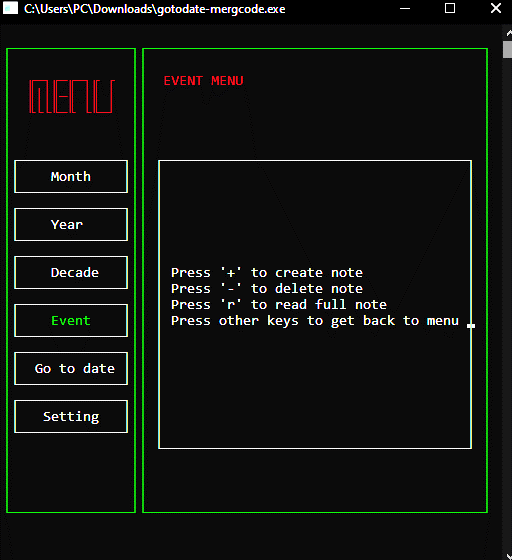 C:\Users\PC\Downloads\gotodate-mergcode.exe
MENU
EVENT MENU
Month
Year
Decade
Event
Go to date
Setting
Press '+' to create note
Press '-' to delete note
Press 'r' to read full note
Press other keys to get back to menu